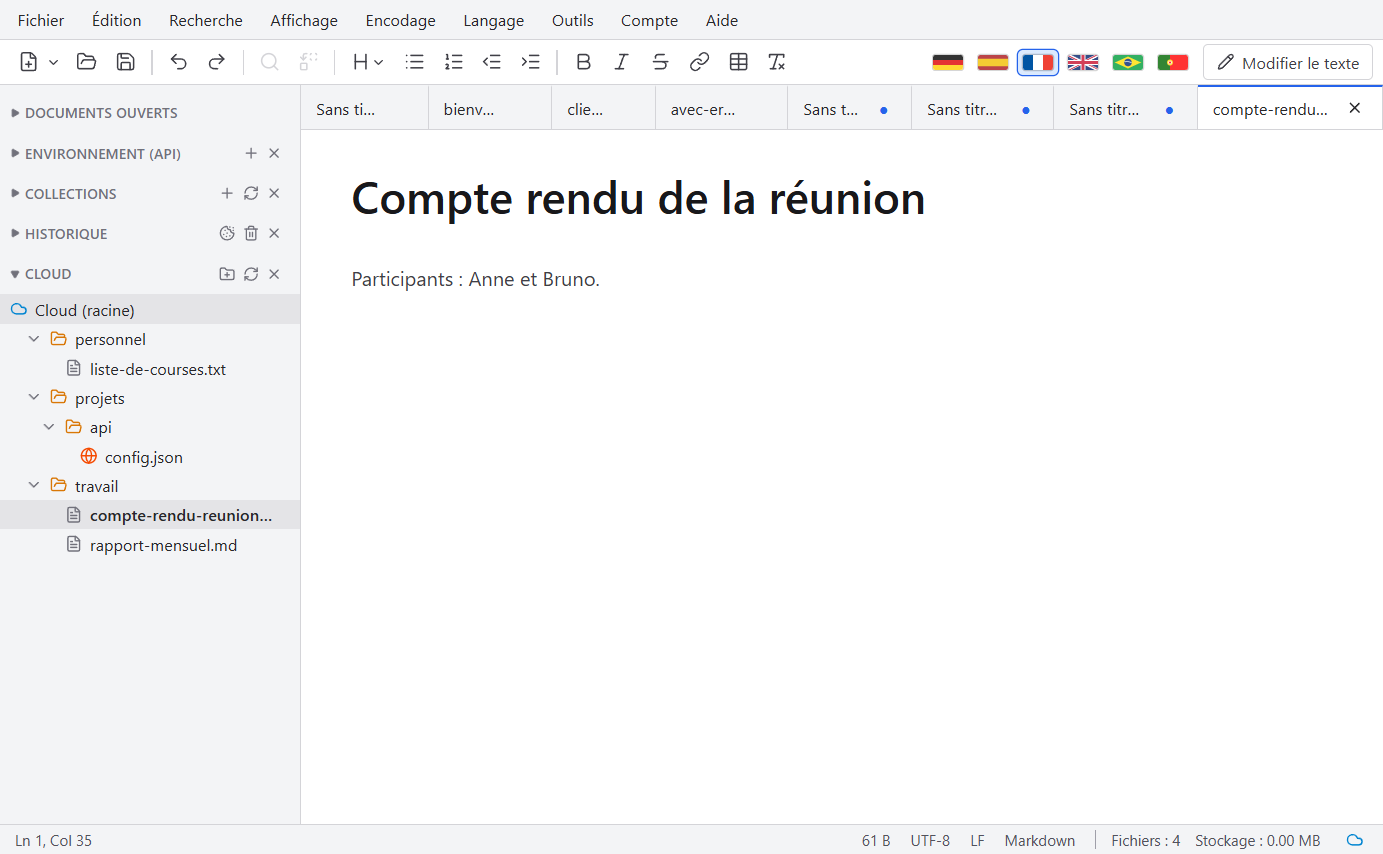 Fichier Édition Recherche Affichage Encodage Langage Outils Compte Aide
Modifier le texte
DOCUMENTS OUVERTS
ENVIRONNEMENT (API)
COLLECTIONS
HISTORIQUE
CLOUD
Cloud (racine)
personnel
liste-de-courses.txt
projets
api
config.json
travail
compte-rendu-reunion...
rapport-mensuel.md
Sans ti... bienv... clie... avec-er... Sans t... Sans titr... Sans titr... compte-rendu...
Compte rendu de la réunion
Participants : Anne et Bruno.
Ln 1, Col 35 61 B UTF-8 LF Markdown Fichiers : 4 Stockage : 0.00 MB